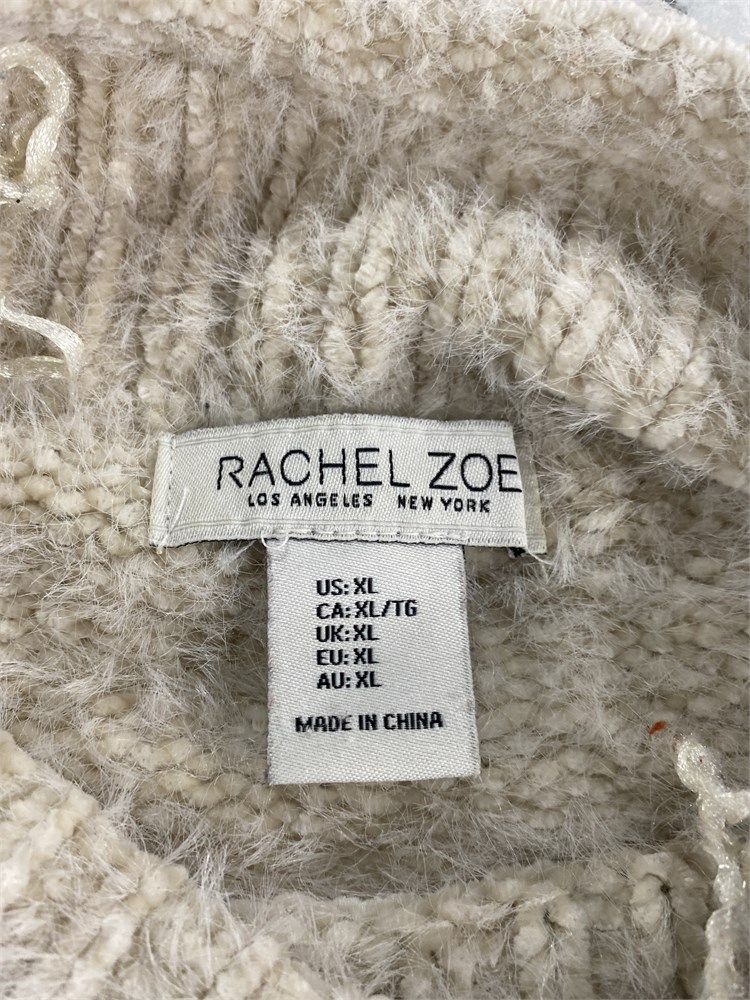 RACHEL ZOE
LOS ANGELES NEW YORK
US: XL
CA: XL/TG
UK: XL
EU: XL
AU: XL
MADE IN CHINA